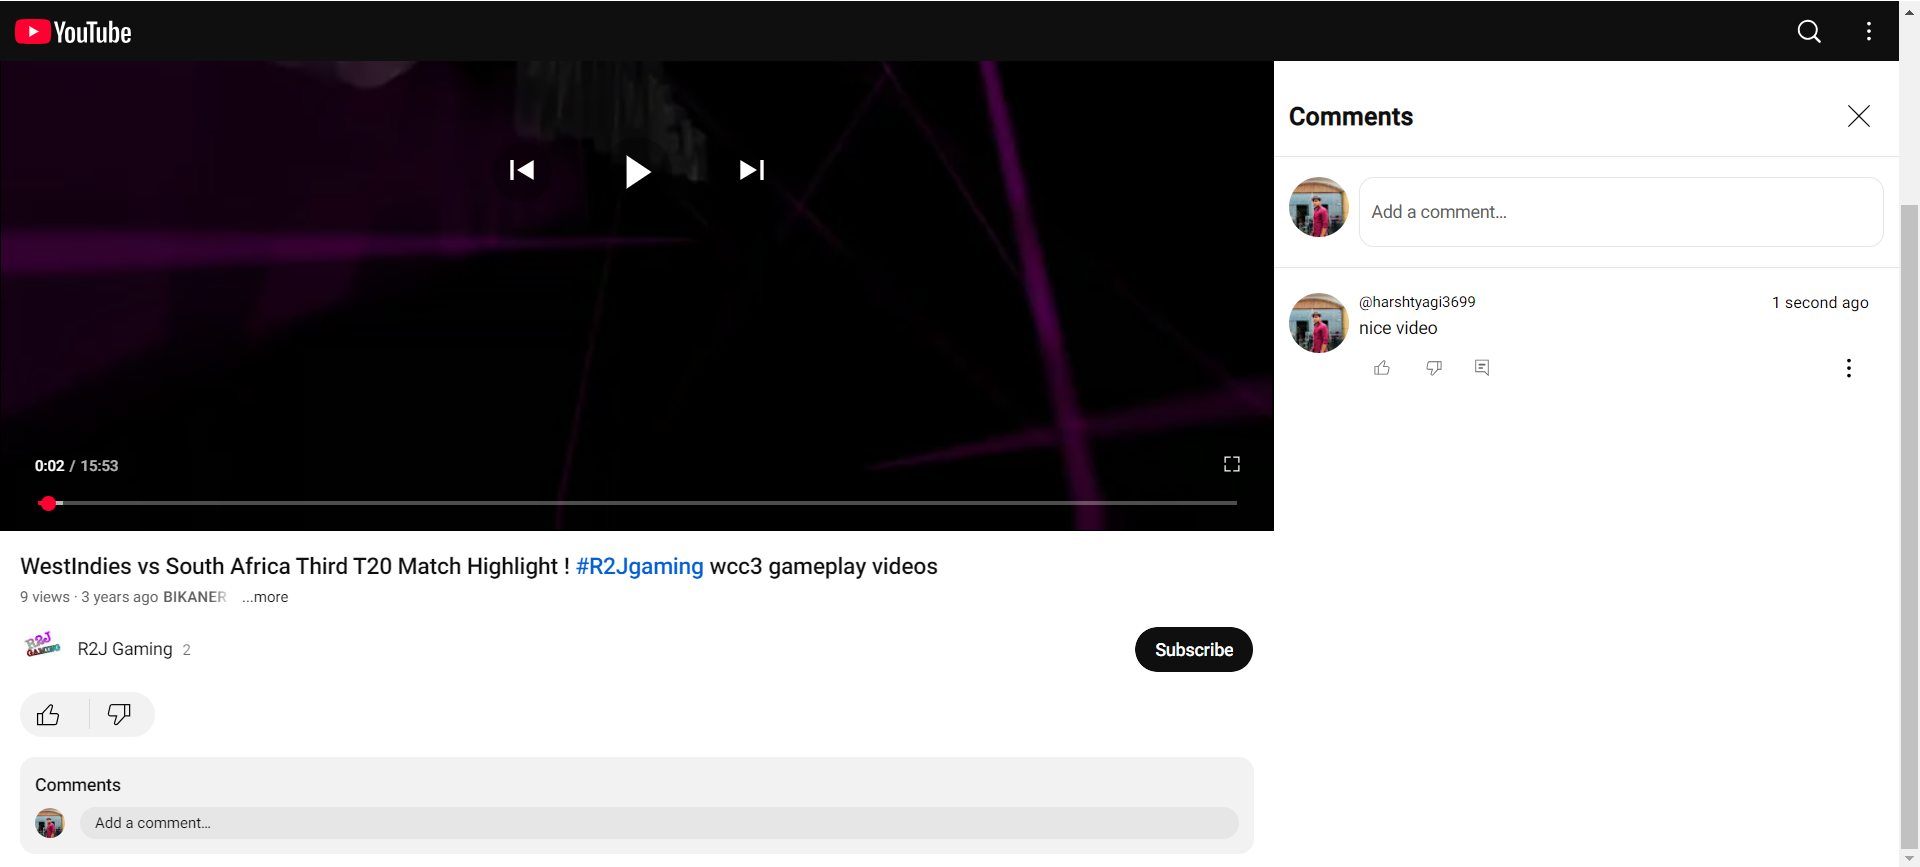 YouTube
0:02 / 15:53
WestIndies vs South Africa Third T20 Match Highlight ! #R2Jgaming wcc3 gameplay videos
9 views · 3 years ago BIKANER ...more
R2J GAMING
R2J Gaming 2
Subscribe
Comments
Add a comment...
Comments
Add a comment...
@harshtyagi3699 1 second ago
nice video